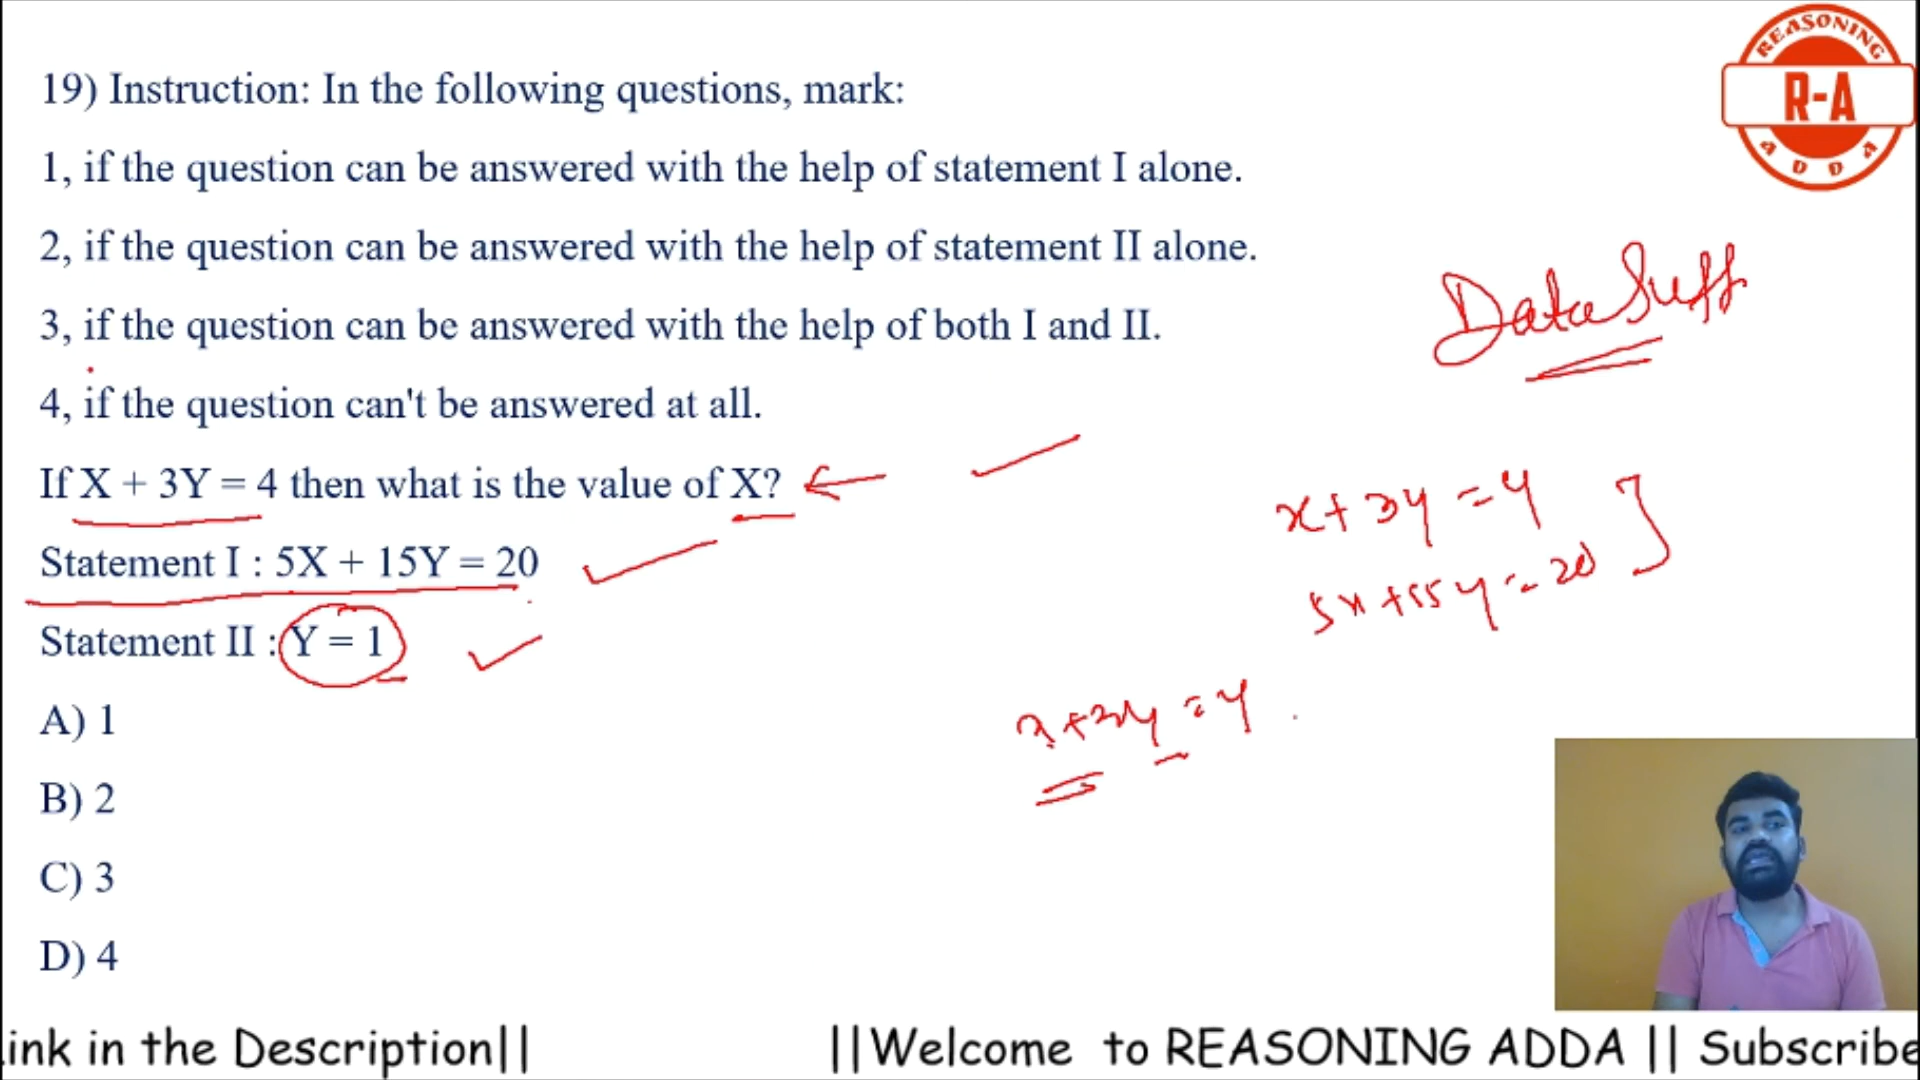 REASONING
R-A
ADDA
19) Instruction: In the following questions, mark:
1, if the question can be answered with the help of statement I alone.
2, if the question can be answered with the help of statement II alone.
3, if the question can be answered with the help of both I and II.
4, if the question can't be answered at all.
Data Suff
If X + 3Y = 4 then what is the value of X?
x+3y=4
Statement I : 5X + 15Y = 20
5x+15y=20
Statement II : Y = 1
x+3y=4
A) 1
B) 2
C) 3
D) 4
ink in the Description|| ||Welcome to REASONING ADDA || Subscribe